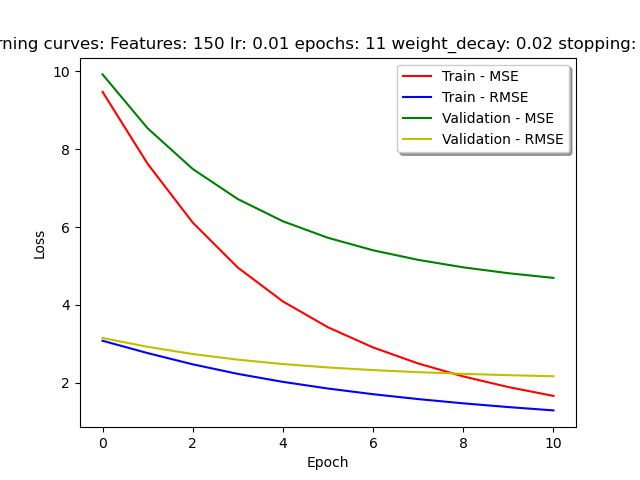 rning curves: Features: 150 lr: 0.01 epochs: 11 weight_decay: 0.02 stopping:
Train - MSE
Train - RMSE
Validation - MSE
Validation - RMSE
10
8
6
4
2
Loss
0 2 4 6 8 10
Epoch